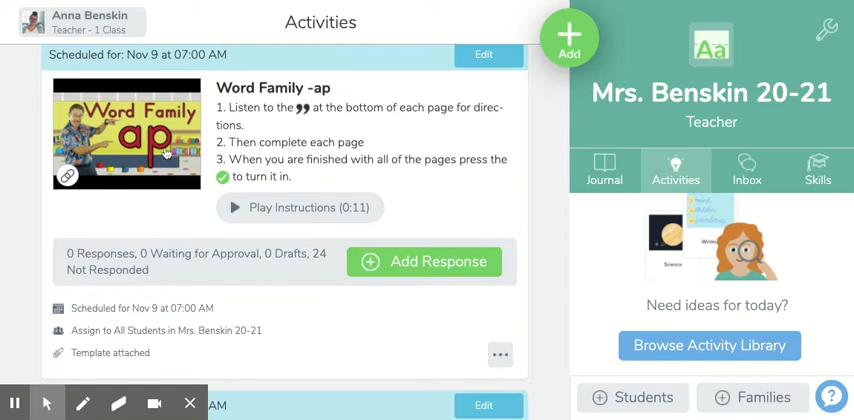 Anna Benskin
Teacher - 1 Class
Activities
Add
Scheduled for: Nov 9 at 07:00 AM
Edit
Word Family
ap
Word Family -ap
1. Listen to the at the bottom of each page for direc-
tions.
2. Then complete each page
3. When you are finished with all of the pages press the
to turn it in.
Play Instructions (0:11)
0 Responses, 0 Waiting for Approval, 0 Drafts, 24
Not Responded
Add Response
Scheduled for Nov 9 at 07:00 AM
Assign to All Students in Mrs. Benskin 20-21
Template attached
AM
Edit
Aa
Mrs. Benskin 20-21
Teacher
Journal
Activities
Inbox
Skills
Science
Need ideas for today?
Browse Activity Library
Students
Families
?